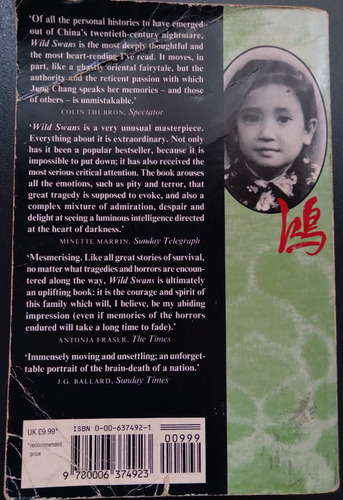 'Of all the personal histories to have emerged
out of China's twentieth-century nightmare,
Wild Swans is the most deeply thoughtful and
the most heart-rending I've read. It moves, in
part, like a ghastly oriental fairytale, but the
authority and the reticent passion with which
Jung Chang speaks her memories – and those
of others – is unmistakable.'
COLIN THUBRON, Spectator
'Wild Swans is a very unusual masterpiece.
Everything about it is extraordinary. Not only
has it been a popular bestseller, because it is
impossible to put down; it has also received the
most serious critical attention. The book arouses
all the emotions, such as pity and terror, that
great tragedy is supposed to evoke, and also a
complex mixture of admiration, despair and
delight at seeing a luminous intelligence directed
at the heart of darkness.'
MINETTE MARRIN, Sunday Telegraph
'Mesmerising. Like all great stories of survival,
no matter what tragedies and horrors are encoun-
tered along the way, Wild Swans is ultimately
an uplifting book: it is the courage and spirit of
this family which will, I believe, be my abiding
impression (even if memories of the horrors
endured will take a long time to fade).'
ANTONIA FRASER, The Times
'Immensely moving and unsettling; an unforget-
table portrait of the brain-death of a nation.'
J.G. BALLARD, Sunday Times
鴻
UK £9.99*
*recommended
price
ISBN 0-00-637492-1
00999
9 780006 374923